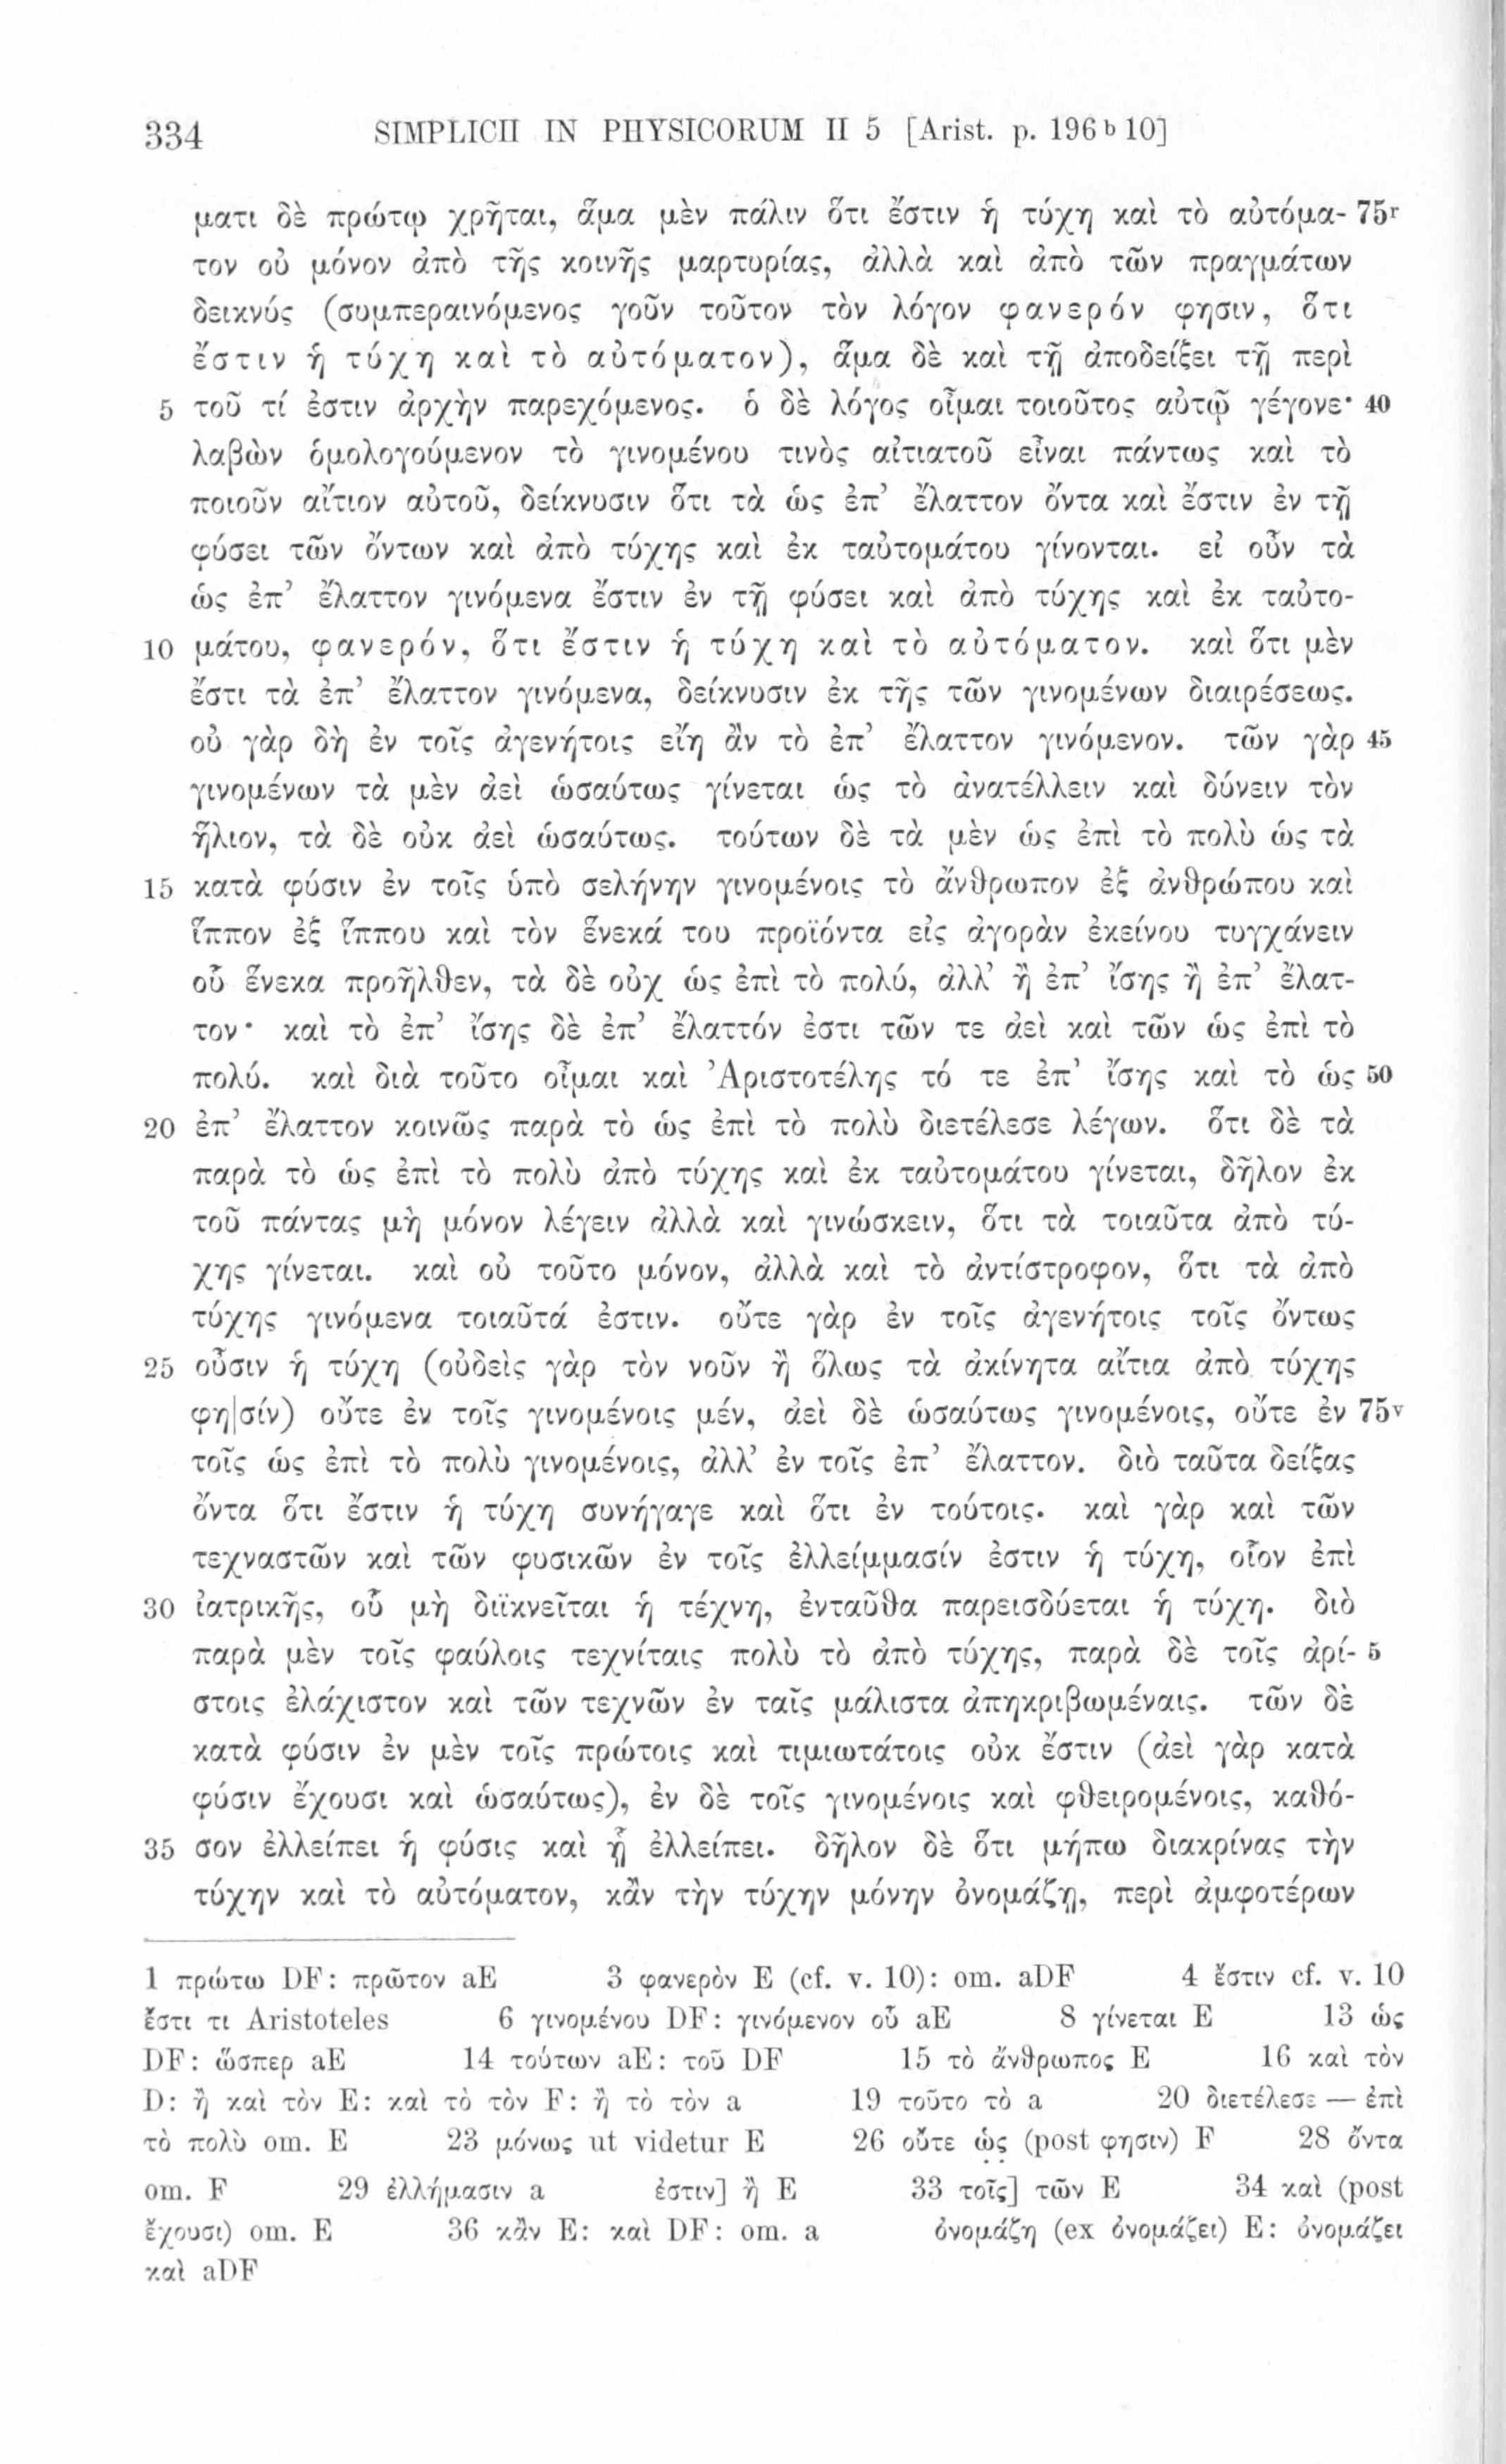 334 SIMPLICII IN PHYSICORUM II 5 [Arist. p. 196 b 10]
ματι δὲ πρώτῳ χρῆται, ἅμα μὲν πάλιν ὅτι ἔστιν ἡ τύχη καὶ τὸ αὐτόμα- 75r
τον οὐ μόνον ἀπὸ τῆς κοινῆς μαρτυρίας, ἀλλὰ καὶ ἀπὸ τῶν πραγμάτων
δεικνύς (συμπεραινόμενος γοῦν τοῦτον τὸν λόγον φανερόν φησιν, ὅτι
ἔστιν ἡ τύχη καὶ τὸ αὐτόματον), ἅμα δὲ καὶ τῇ ἀποδείξει τῇ περὶ
5 τοῦ τί ἐστιν ἀρχὴν παρεχόμενος. ὁ δὲ λόγος οἶμαι τοιοῦτος αὐτῷ γέγονε· 40
λαβὼν ὁμολογούμενον τὸ γινομένου τινὸς αἰτιατοῦ εἶναι πάντως καὶ τὸ
ποιοῦν αἴτιον αὐτοῦ, δείκνυσιν ὅτι τὰ ὡς ἐπ’ ἔλαττον ὄντα καὶ ἔστιν ἐν τῇ
φύσει τῶν ὄντων καὶ ἀπὸ τύχης καὶ ἐκ ταὐτομάτου γίνονται. εἰ οὖν τὰ
ὡς ἐπ’ ἔλαττον γινόμενα ἔστιν ἐν τῇ φύσει καὶ ἀπὸ τύχης καὶ ἐκ ταὐτο-
10 μάτου, φανερόν, ὅτι ἔστιν ἡ τύχη καὶ τὸ αὐτόματον. καὶ ὅτι μὲν
ἔστι τὰ ἐπ’ ἔλαττον γινόμενα, δείκνυσιν ἐκ τῆς τῶν γινομένων διαιρέσεως.
οὐ γὰρ δὴ ἐν τοῖς ἀγενήτοις εἴη ἂν τὸ ἐπ’ ἔλαττον γινόμενον. τῶν γὰρ 45
γινομένων τὰ μὲν ἀεὶ ὡσαύτως γίνεται ὡς τὸ ἀνατέλλειν καὶ δύνειν τὸν
ἥλιον, τὰ δὲ οὐκ ἀεὶ ὡσαύτως. τούτων δὲ τὰ μὲν ὡς ἐπὶ τὸ πολὺ ὡς τὰ
15 κατὰ φύσιν ἐν τοῖς ὑπὸ σελήνην γινομένοις τὸ ἄνθρωπον ἐξ ἀνθρώπου καὶ
ἵππον ἐξ ἵππου καὶ τὸν ἕνεκά του προϊόντα εἰς ἀγορὰν ἐκείνου τυγχάνειν
οὗ ἕνεκα προῆλθεν, τὰ δὲ οὐχ ὡς ἐπὶ τὸ πολύ, ἀλλ’ ἢ ἐπ’ ἴσης ἢ ἐπ’ ἔλατ-
τον· καὶ τὸ ἐπ’ ἴσης δὲ ἐπ’ ἔλαττόν ἐστι τῶν τε ἀεὶ καὶ τῶν ὡς ἐπὶ τὸ
πολύ. καὶ διὰ τοῦτο οἶμαι καὶ Ἀριστοτέλης τό τε ἐπ’ ἴσης καὶ τὸ ὡς 50
20 ἐπ’ ἔλαττον κοινῶς παρὰ τὸ ὡς ἐπὶ τὸ πολὺ διετέλεσε λέγων. ὅτι δὲ τὰ
παρὰ τὸ ὡς ἐπὶ τὸ πολὺ ἀπὸ τύχης καὶ ἐκ ταὐτομάτου γίνεται, δῆλον ἐκ
τοῦ πάντας μὴ μόνον λέγειν ἀλλὰ καὶ γινώσκειν, ὅτι τὰ τοιαῦτα ἀπὸ τύ-
χης γίνεται. καὶ οὐ τοῦτο μόνον, ἀλλὰ καὶ τὸ ἀντίστροφον, ὅτι τὰ ἀπὸ
τύχης γινόμενα τοιαῦτά ἐστιν. οὔτε γὰρ ἐν τοῖς ἀγενήτοις τοῖς ὄντως
25 οὖσιν ἡ τύχη (οὐδεὶς γὰρ τὸν νοῦν ἢ ὅλως τὰ ἀκίνητα αἴτια ἀπὸ τύχης
φη|σίν) οὔτε ἐν τοῖς γινομένοις μέν, ἀεὶ δὲ ὡσαύτως γινομένοις, οὔτε ἐν 75v
τοῖς ὡς ἐπὶ τὸ πολὺ γινομένοις, ἀλλ’ ἐν τοῖς ἐπ’ ἔλαττον. διὸ ταῦτα δείξας
ὄντα ὅτι ἔστιν ἡ τύχη συνήγαγε καὶ ὅτι ἐν τούτοις. καὶ γὰρ καὶ τῶν
τεχναστῶν καὶ τῶν φυσικῶν ἐν τοῖς ἐλλείμμασίν ἐστιν ἡ τύχη, οἷον ἐπὶ
30 ἰατρικῆς, οὗ μὴ διϊκνεῖται ἡ τέχνη, ἐνταῦθα παρεισδύεται ἡ τύχη. διὸ
παρὰ μὲν τοῖς φαύλοις τεχνίταις πολὺ τὸ ἀπὸ τύχης, παρὰ δὲ τοῖς ἀρί- 5
στοις ἐλάχιστον καὶ τῶν τεχνῶν ἐν ταῖς μάλιστα ἀπηκριβωμέναις. τῶν δὲ
κατὰ φύσιν ἐν μὲν τοῖς πρώτοις καὶ τιμιωτάτοις οὐκ ἔστιν (ἀεὶ γὰρ κατὰ
φύσιν ἔχουσι καὶ ὡσαύτως), ἐν δὲ τοῖς γινομένοις καὶ φθειρομένοις, καθό-
35 σον ἐλλείπει ἡ φύσις καὶ ᾗ ἐλλείπει. δῆλον δὲ ὅτι μήπω διακρίνας τὴν
τύχην καὶ τὸ αὐτόματον, κἂν τὴν τύχην μόνην ὀνομάζῃ, περὶ ἀμφοτέρων
1 πρώτω DF: πρῶτον aE 3 φανερὸν E (cf. v. 10): om. aDF 4 ἔστιν cf. v. 10
ἔστι τι Aristoteles 6 γινομένου DF: γινόμενον οὗ aE 8 γίνεται E 13 ὡς
DF: ὥσπερ aE 14 τούτων aE: τοῦ DF 15 τὸ ἄνθρωπος E 16 καὶ τὸν
D: ἢ καὶ τὸν E: καὶ τὸ τὸν F: ἢ τὸ τὸν a 19 τοῦτο τὸ a 20 διετέλεσε — ἐπὶ
τὸ πολὺ om. E 23 μόνως ut videtur E 26 οὔτε ὡς (post φησιν) F 28 ὄντα
om. F 29 ἐλλήμασιν a ἐστιν] ἢ E 33 τοῖς] τῶν E 34 καὶ (post
ἔχουσι) om. E 36 κἂν E: καὶ DF: om. a ὀνομάζη (ex ὀνομάζει) E: ὀνομάζει
καὶ aDF